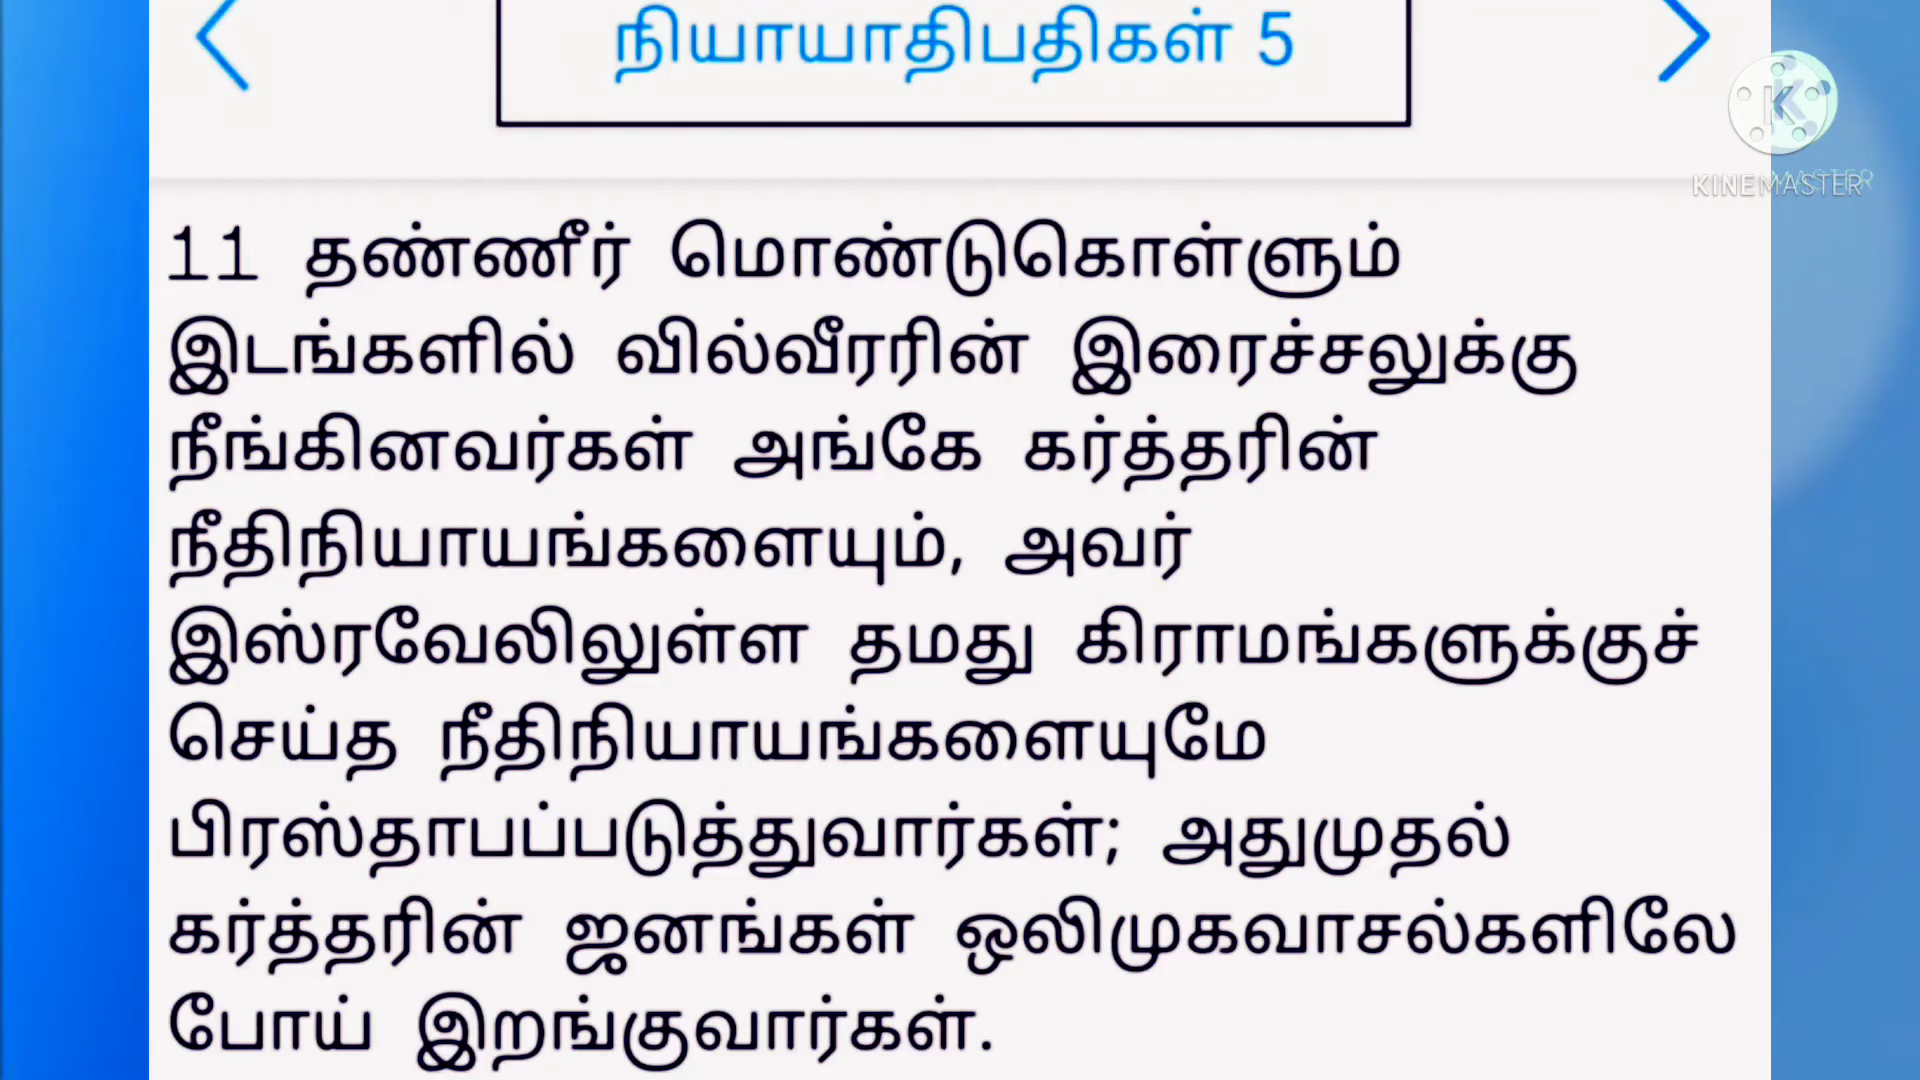 நியாயாதிபதிகள் 5
KINEMASTER
11 தண்ணீர் மொண்டுகொள்ளும்
இடங்களில் வில்வீரரின் இரைச்சலுக்கு
நீங்கினவர்கள் அங்கே கர்த்தரின்
நீதிநியாயங்களையும், அவர்
இஸ்ரவேலிலுள்ள தமது கிராமங்களுக்குச்
செய்த நீதிநியாயங்களையுமே
பிரஸ்தாபப்படுத்துவார்கள்; அதுமுதல்
கர்த்தரின் ஜனங்கள் ஒலிமுகவாசல்களிலே
போய் இறங்குவார்கள்.